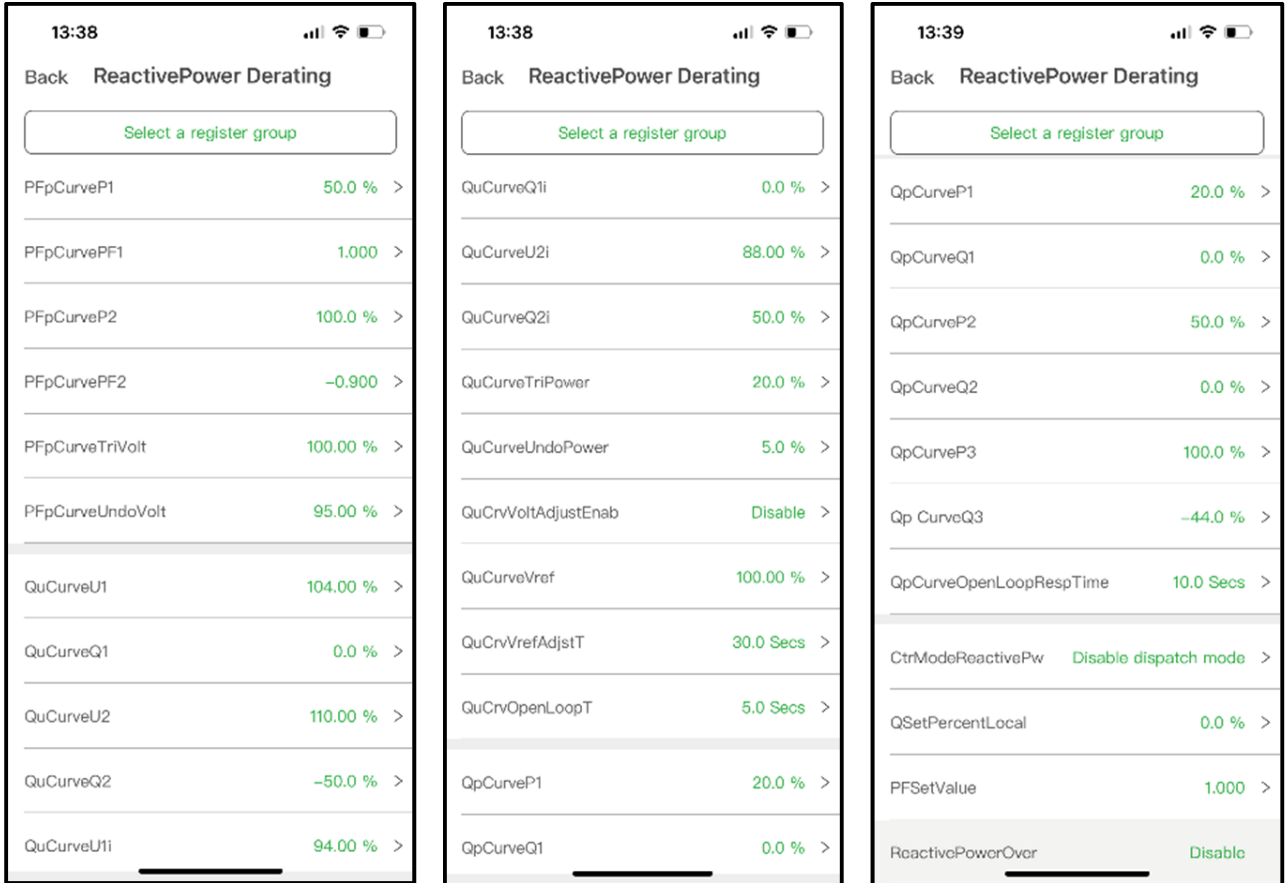 13:38
Back ReactivePower Derating
Select a register group
PFpCurveP1 50.0 % >
PFpCurvePF1 1.000 >
PFpCurveP2 100.0 % >
PFpCurvePF2 -0.900 >
PFpCurveTriVolt 100.00 % >
PFpCurveUndoVolt 95.00 % >
QuCurveU1 104.00 % >
QuCurveQ1 0.0 % >
QuCurveU2 110.00 % >
QuCurveQ2 -50.0 % >
QuCurveU1i 94.00 % >
13:38
Back ReactivePower Derating
Select a register group
QuCurveQ1i 0.0 % >
QuCurveU2i 88.00 % >
QuCurveQ2i 50.0 % >
QuCurveTriPower 20.0 % >
QuCurveUndoPower 5.0 % >
QuCrvVoltAdjustEnab Disable >
QuCurveVref 100.00 % >
QuCrvVrefAdjstT 30.0 Secs >
QuCrvOpenLoopT 5.0 Secs >
QpCurveP1 20.0 % >
QpCurveQ1 0.0 % >
13:39
Back ReactivePower Derating
Select a register group
QpCurveP1 20.0 % >
QpCurveQ1 0.0 % >
QpCurveP2 50.0 % >
QpCurveQ2 0.0 % >
QpCurveP3 100.0 % >
Qp CurveQ3 -44.0 % >
QpCurveOpenLoopRespTime 10.0 Secs >
CtrModeReactivePw Disable dispatch mode >
QSetPercentLocal 0.0 % >
PFSetValue 1.000 >
ReactivePowerOver Disable